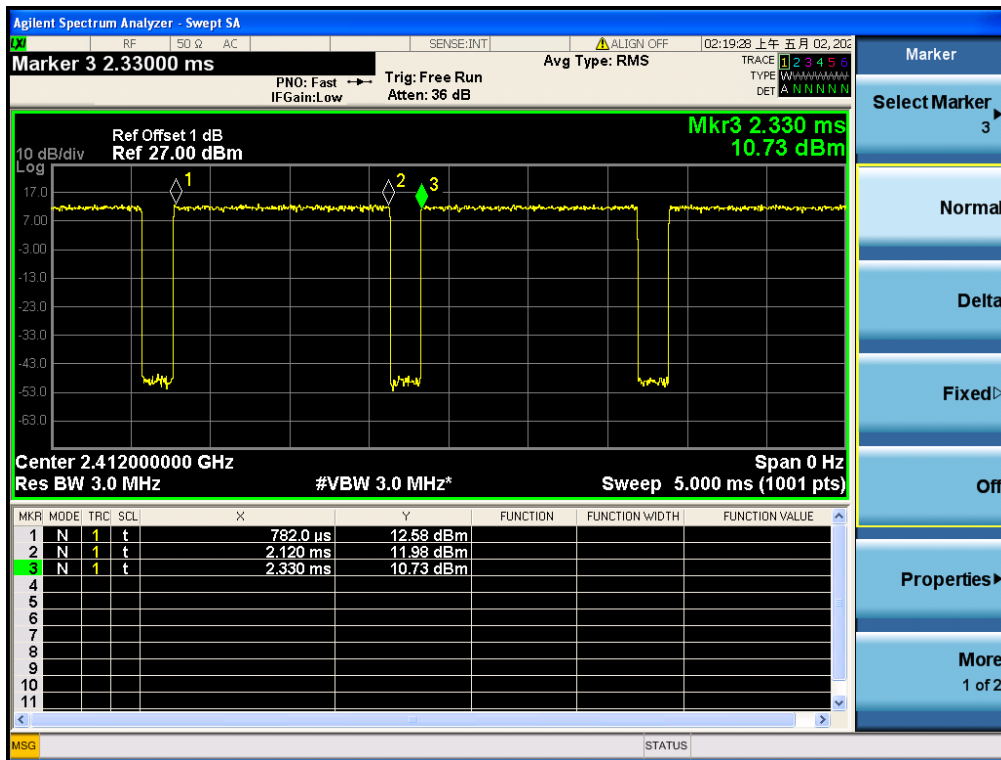 Agilent Spectrum Analyzer - Swept SA
LXI RF 50 Ω AC SENSE:INT ALIGN OFF 02:19:28 上午 五月 02, 202
Marker 3 2.33000 ms
PNO: Fast
IFGain:Low
Trig: Free Run
Atten: 36 dB
Avg Type: RMS
TRACE 1 2 3 4 5 6
TYPE W
DET A N N N N N
Mkr3 2.330 ms
10.73 dBm
Ref Offset 1 dB
10 dB/div Ref 27.00 dBm
Log
1
2
3
17.0
7.00
-3.00
-13.0
-23.0
-33.0
-43.0
-53.0
-63.0
Center 2.412000000 GHz Span 0 Hz
Res BW 3.0 MHz #VBW 3.0 MHz* Sweep 5.000 ms (1001 pts)
MKR MODE TRC SCL X Y FUNCTION FUNCTION WIDTH FUNCTION VALUE
1 N 1 t 782.0 µs 12.58 dBm
2 N 1 t 2.120 ms 11.98 dBm
3 N 1 t 2.330 ms 10.73 dBm
4
5
6
7
8
9
10
11
MSG STATUS
Marker
Select Marker
3
Normal
Delta
Fixed
Off
Properties
More
1 of 2